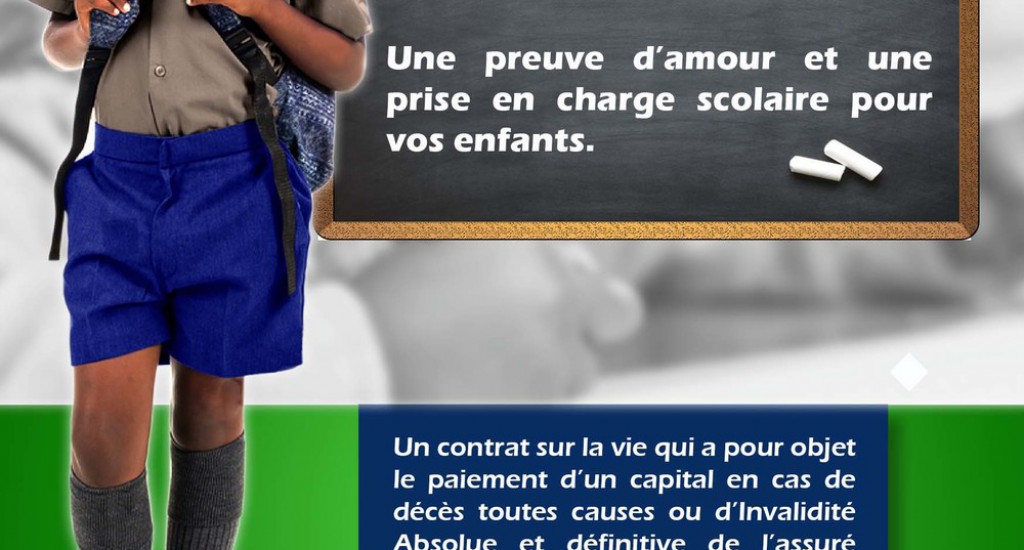 Une preuve d'amour et une
prise en charge scolaire pour
vos enfants.
Un contrat sur la vie qui a pour objet
le paiement d'un capital en cas de
décès toutes causes ou d'Invalidité
Absolue et définitive de l'assuré